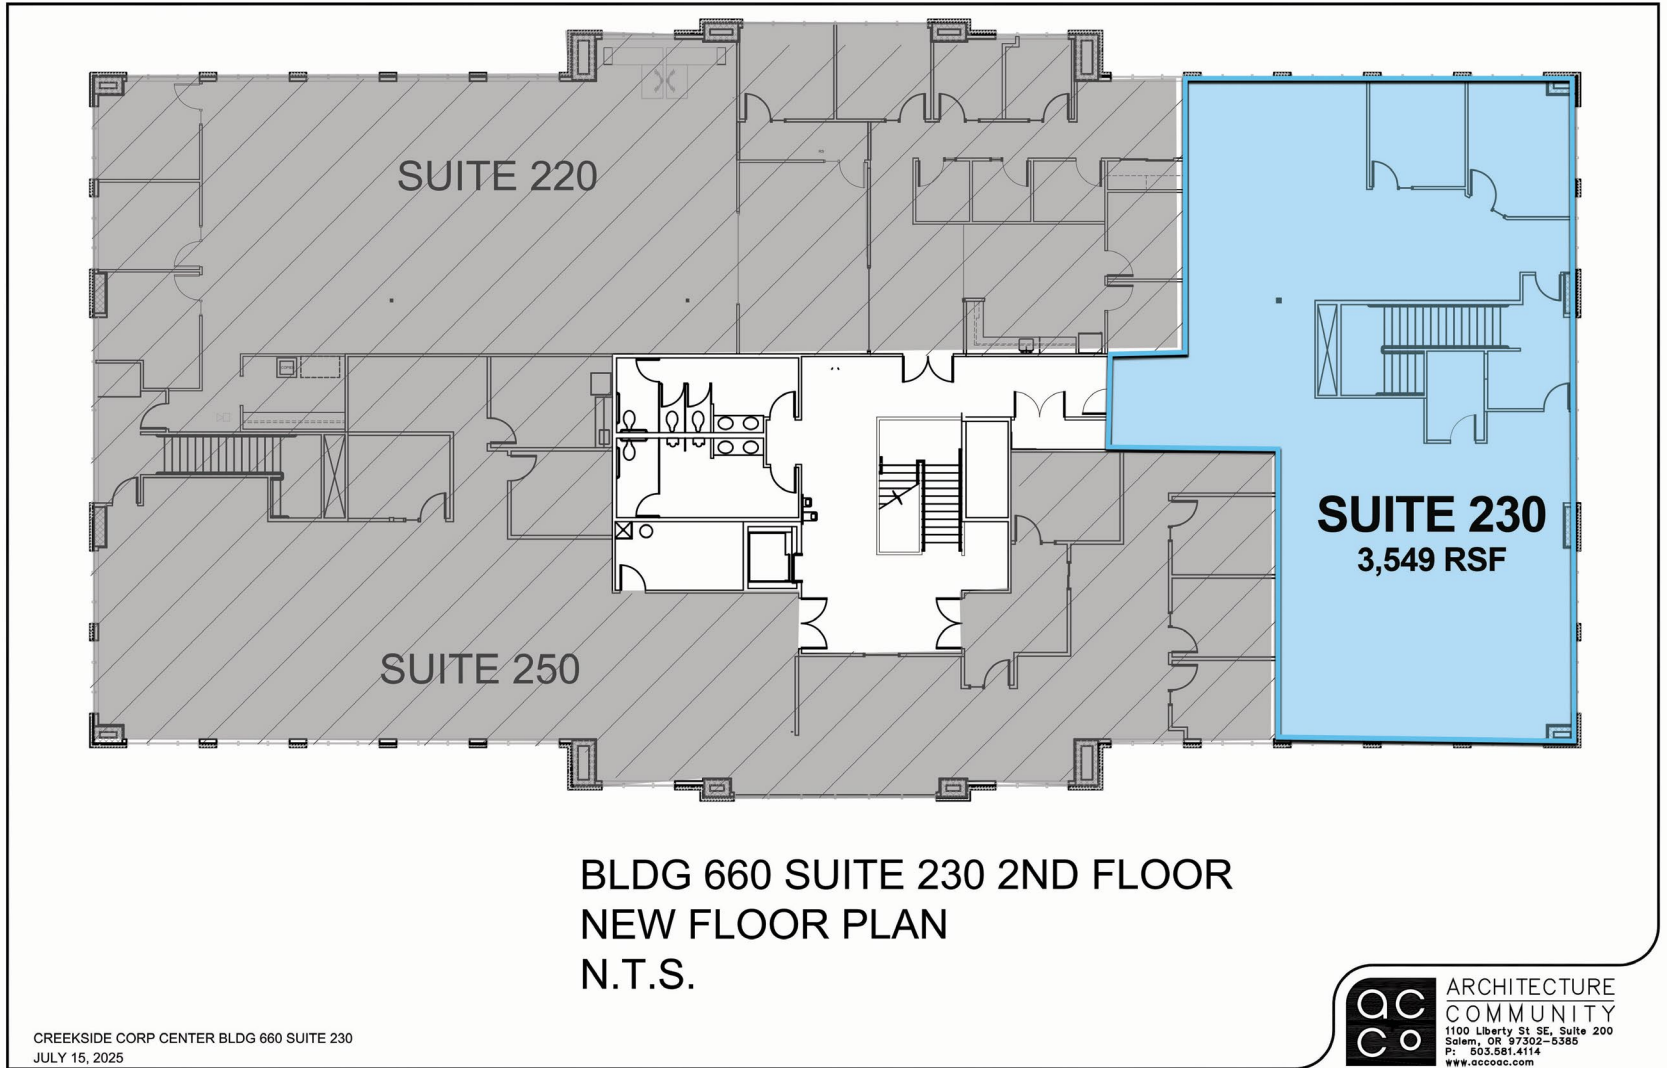 SUITE 220
SUITE 230
3,549 RSF
SUITE 250
BLDG 660 SUITE 230 2ND FLOOR
NEW FLOOR PLAN
N.T.S.
CREEKSIDE CORP CENTER BLDG 660 SUITE 230
JULY 15, 2025
ac
co
ARCHITECTURE
COMMUNITY
1100 Liberty St SE, Suite 200
Salem, OR 97302-5385
P: 503.581.4114
www.accoac.com